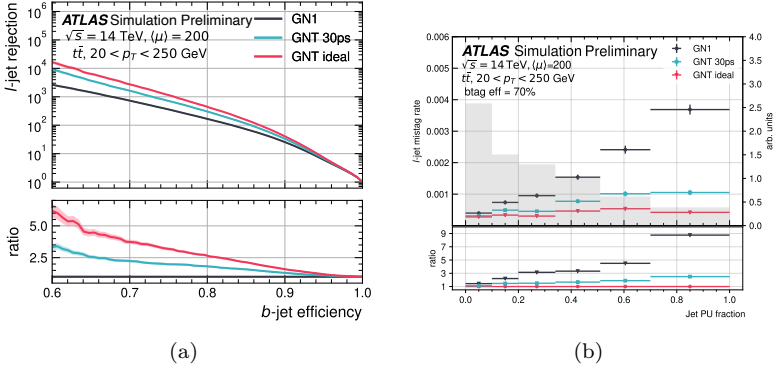 ATLAS Simulation Preliminary
√s = 14 TeV, ⟨μ⟩ = 200
tt̄, 20 < p_T < 250 GeV
GN1
GNT 30ps
GNT ideal
l-jet rejection
10⁶
10⁵
10⁴
10³
10²
10¹
10⁰
ratio
5.0
2.5
0.6 0.7 0.8 0.9 1.0
b-jet efficiency
(a)
ATLAS Simulation Preliminary
√s = 14 TeV, ⟨μ⟩=200
tt̄, 20 < p_T < 250 GeV
btag eff = 70%
GN1
GNT 30ps
GNT ideal
l-jet mistag rate
0.006
0.005
0.004
0.003
0.002
0.001
4.0
3.5
3.0
2.5
2.0
1.5
1.0
0.5
0.0
arb. units
ratio
9
7
5
3
1
0.0 0.2 0.4 0.6 0.8 1.0
Jet PU fraction
(b)